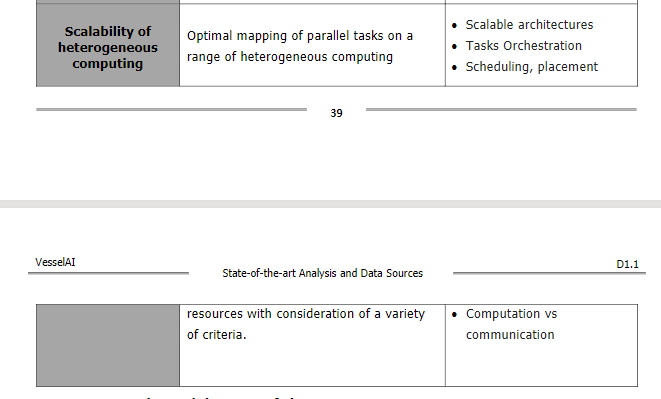 Scalability of
heterogeneous
computing
Optimal mapping of parallel tasks on a
range of heterogeneous computing
• Scalable architectures
• Tasks Orchestration
• Scheduling, placement
39
VesselAI
State-of-the-art Analysis and Data Sources
D1.1
resources with consideration of a variety
of criteria.
• Computation vs
communication